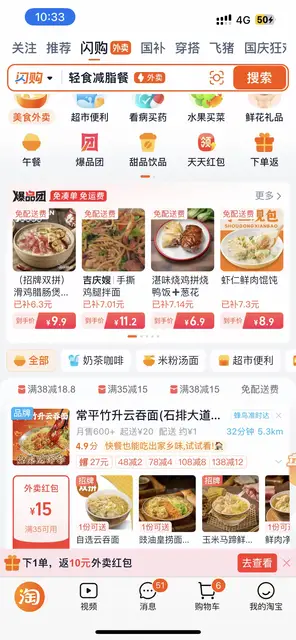 10:33
4G 50
关注 推荐 闪购 外卖 国补 穿搭 飞猪 国庆狂欢
闪购 轻食减脂餐 外卖 搜索
美食外卖 超市便利 看病买药 水果买菜 鲜花礼品
午餐 爆品团 甜品饮品 天天红包 下单返
爆品团 免凑单 免运费 更多
免配送费 免配送费 免配送费 免配送费
（招牌双拼）滑鸡腊肠煲... 吉庆嫂 手撕鸡腿拌面 湛味烧鸡拼烧鸭饭+葱花 虾仁鲜肉馄饨
已补6.3元 已补7.01元 已补7.14元 已补7.3元
到手价 ¥9.9 到手价 ¥11.2 到手价 ¥6.9 到手价 ¥8.9
全部 奶茶咖啡 米粉汤面 超市便利
满38减18.8 满35减15 满38减15 免配送费
品牌 常平竹升云吞面(石排大道... 蜂鸟准时达
月售600+ 起送¥20 配送 约¥1 32分钟 5.3km
4.9分 快餐也能吃出家乡味,试试看!
27元 48减2 78减4 108减6 138减12
外卖红包 ¥15 满35可用
招牌 招牌
1份可送 1份可送 1份可送
自选云吞面 豉油皇捞面... 玉米马蹄鲜... 鲜肉净
下1单，返10元外卖红包 去查看
淘 视频 消息 51 购物车 6 我的淘宝